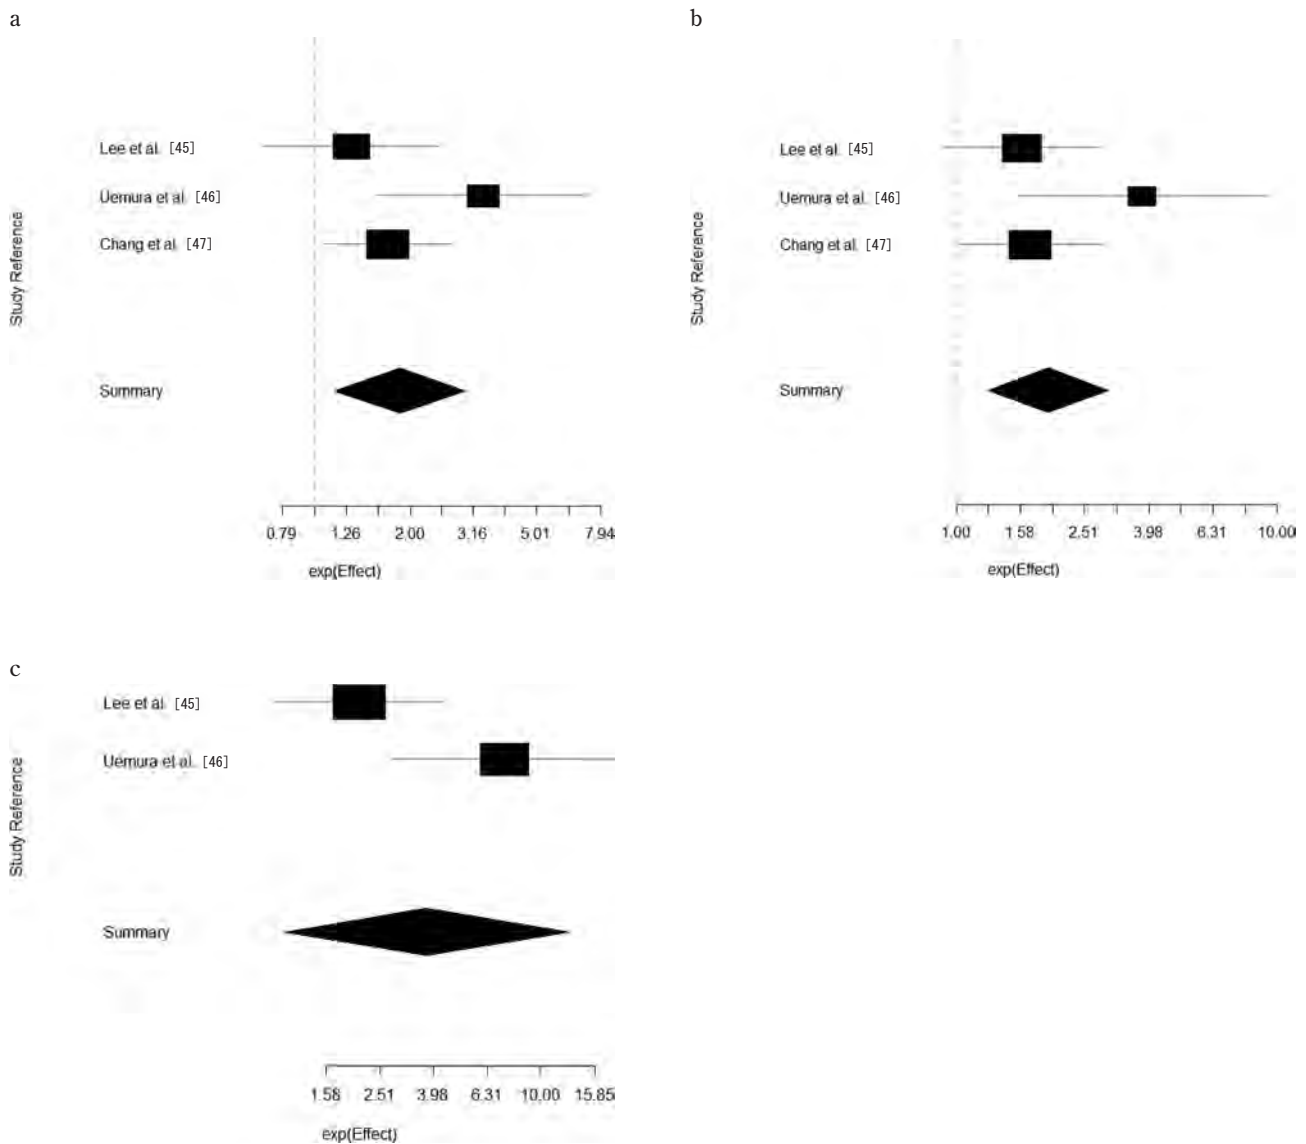 a
Lee et al. [45]
Uemura et al. [46]
Chang et al. [47]
Study Reference
Summary
0.79 1.26 2.00 3.16 5.01 7.94
exp(Effect)
b
Lee et al. [45]
Uemura et al. [46]
Chang et al. [47]
Study Reference
Summary
1.00 1.58 2.51 3.98 6.31 10.00
exp(Effect)
c
Lee et al. [45]
Uemura et al. [46]
Study Reference
Summary
1.58 2.51 3.98 6.31 10.00 15.85
exp(Effect)